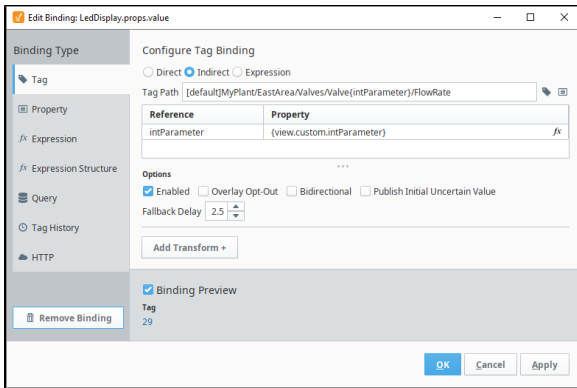 Edit Binding: LedDisplay.props.value
Binding Type
Tag
Property
fx Expression
fx Expression Structure
Query
Tag History
HTTP
Remove Binding
Configure Tag Binding
Direct Indirect Expression
Tag Path [default]MyPlant/EastArea/Valves/Valve{intParameter}/FlowRate
Reference Property
intParameter {view.custom.intParameter} fx
Options
Enabled Overlay Opt-Out Bidirectional Publish Initial Uncertain Value
Fallback Delay 2.5
Add Transform +
Binding Preview
Tag
29
OK Cancel Apply